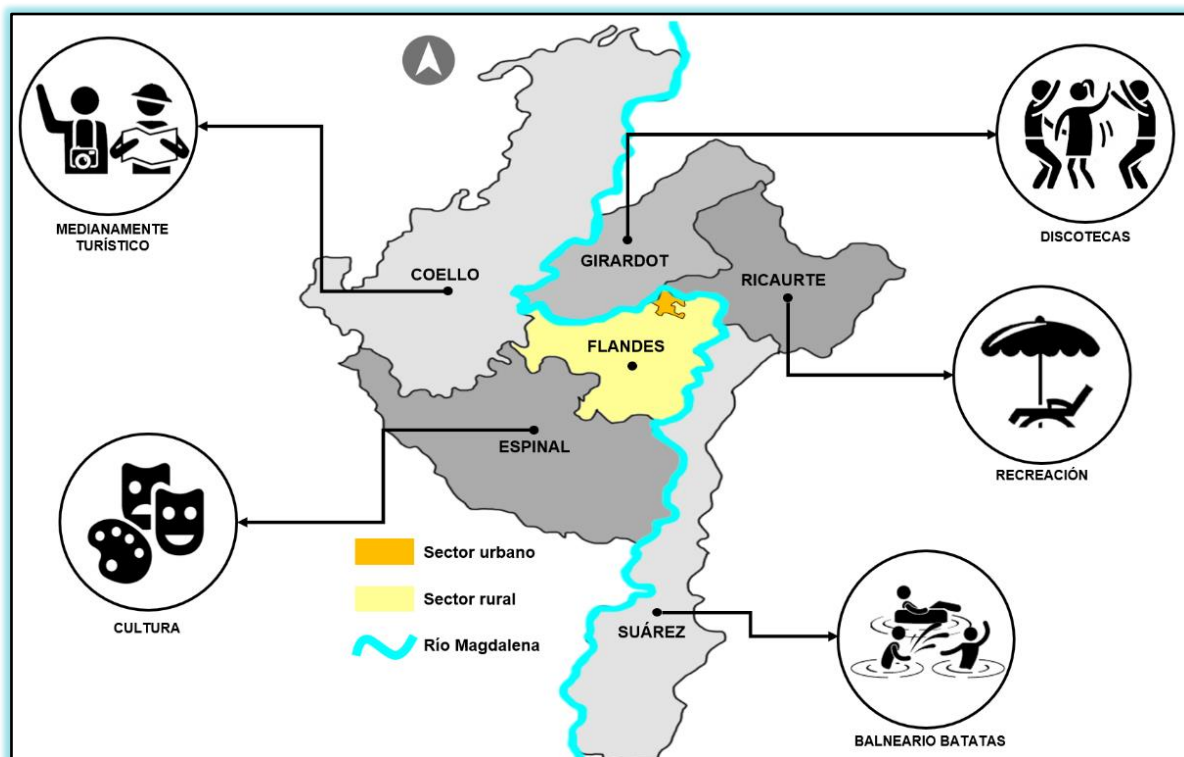 MEDIANAMENTE
TURÍSTICO
DISCOTECAS
GIRARDOT
COELLO
RICAURTE
FLANDES
ESPINAL
RECREACIÓN
CULTURA
Sector urbano
Sector rural
Río Magdalena
SUÁREZ
BALNEARIO BATATAS